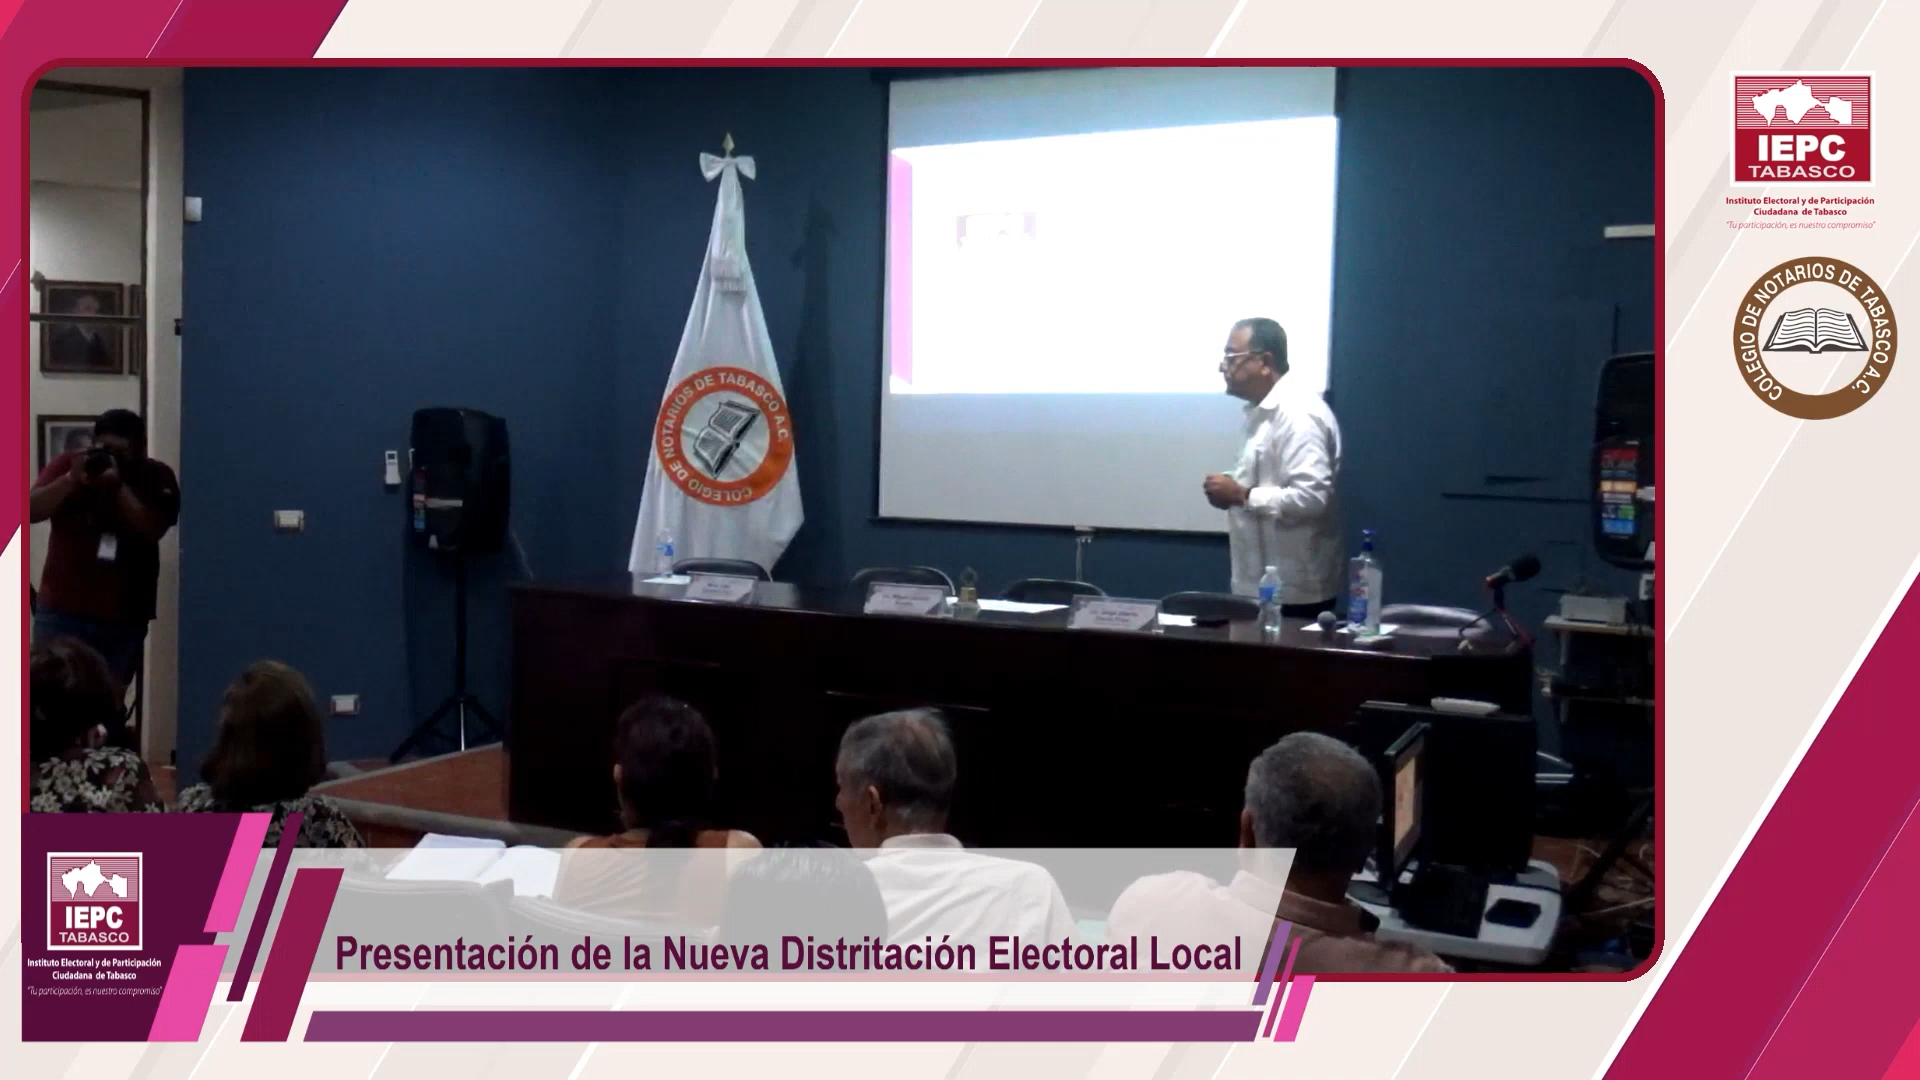 IEPC
TABASCO
Instituto Electoral y de Participación
Ciudadana de Tabasco
"Tu participación, es nuestro compromiso"
COLEGIO DE NOTARIOS DE TABASCO A.C.
COLEGIO DE NOTARIOS DE TABASCO A.C.
IEPC
TABASCO
Instituto Electoral y de Participación
Ciudadana de Tabasco
"Tu participación, es nuestro compromiso"
Presentación de la Nueva Distritación Electoral Local